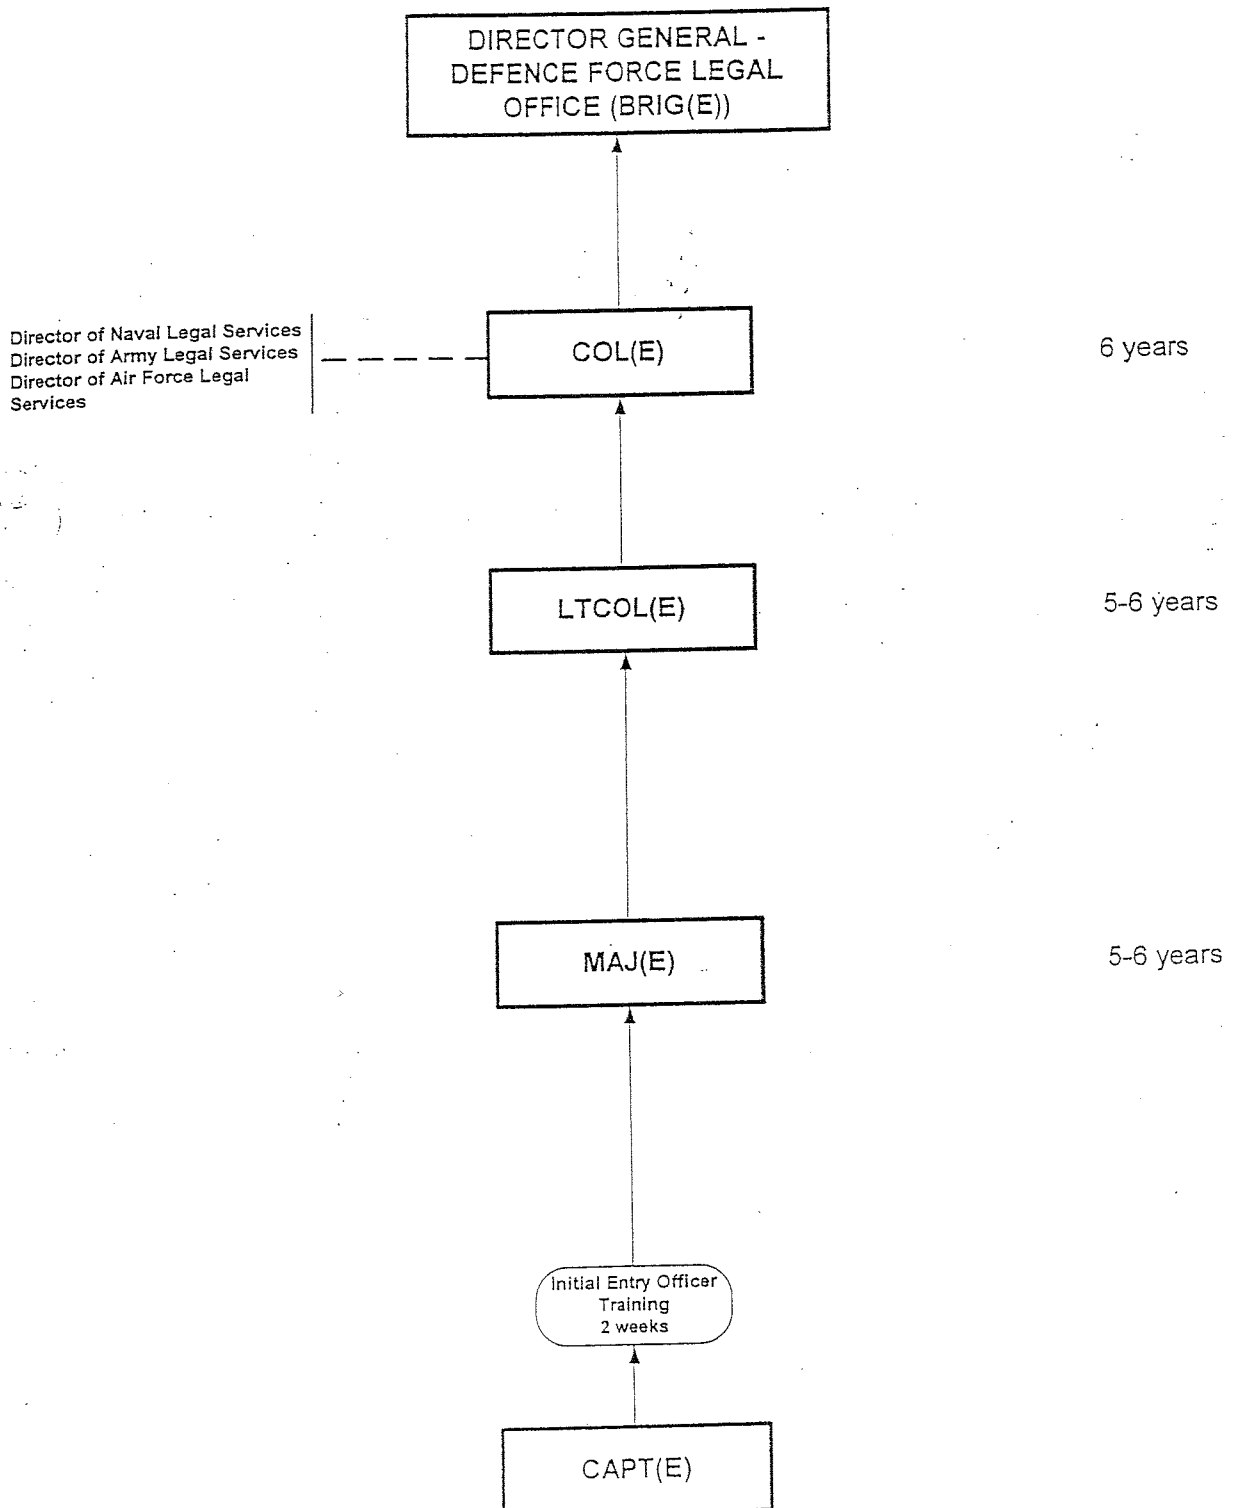 DIRECTOR GENERAL -
DEFENCE FORCE LEGAL
OFFICE (BRIG(E))
Director of Naval Legal Services
Director of Army Legal Services
Director of Air Force Legal
Services
COL(E)
6 years
LTCOL(E)
5-6 years
MAJ(E)
5-6 years
Initial Entry Officer
Training
2 weeks
CAPT(E)